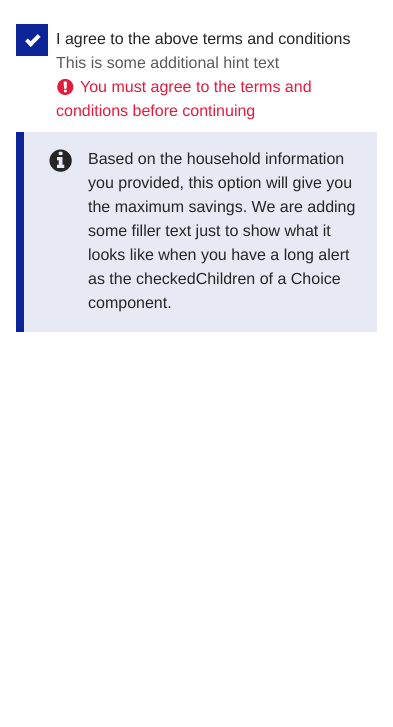 I agree to the above terms and conditions
This is some additional hint text
You must agree to the terms and
conditions before continuing
Based on the household information
you provided, this option will give you
the maximum savings. We are adding
some filler text just to show what it
looks like when you have a long alert
as the checkedChildren of a Choice
component.